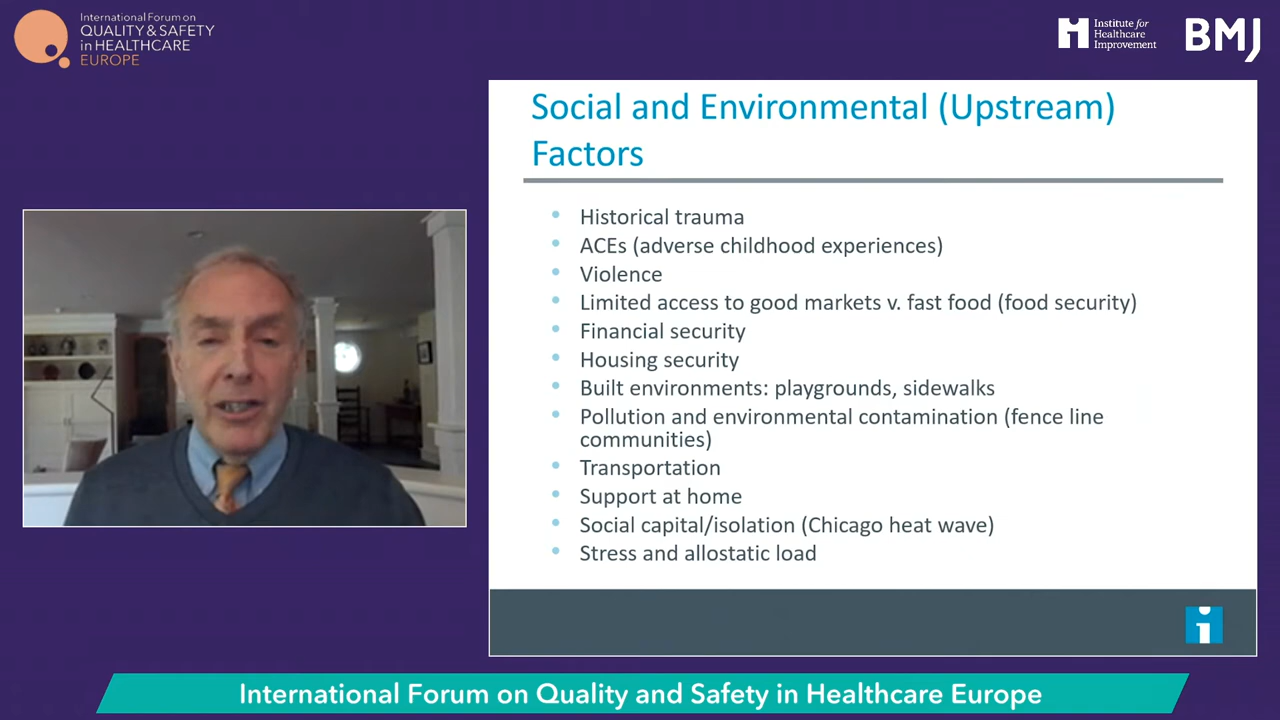 International Forum on
QUALITY & SAFETY
in HEALTHCARE
EUROPE
Institute for
Healthcare
Improvement
BMJ
Social and Environmental (Upstream)
Factors
• Historical trauma
• ACEs (adverse childhood experiences)
• Violence
• Limited access to good markets v. fast food (food security)
• Financial security
• Housing security
• Built environments: playgrounds, sidewalks
• Pollution and environmental contamination (fence line
communities)
• Transportation
• Support at home
• Social capital/isolation (Chicago heat wave)
• Stress and allostatic load
International Forum on Quality and Safety in Healthcare Europe